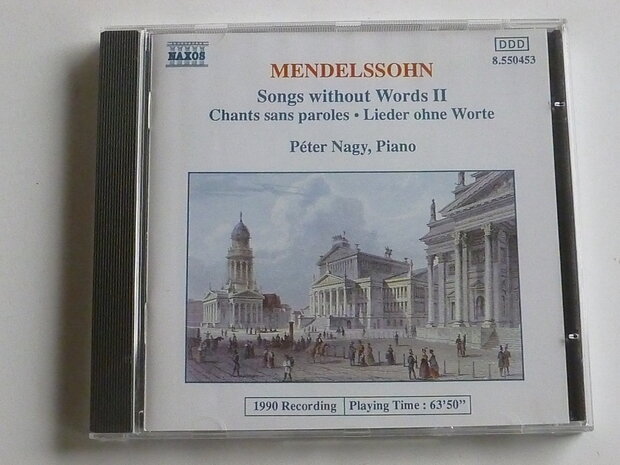 NAXOS
DDD
8.550453
MENDELSSOHN
Songs without Words II
Chants sans paroles • Lieder ohne Worte
Péter Nagy, Piano
1990 Recording | Playing Time : 63'50"